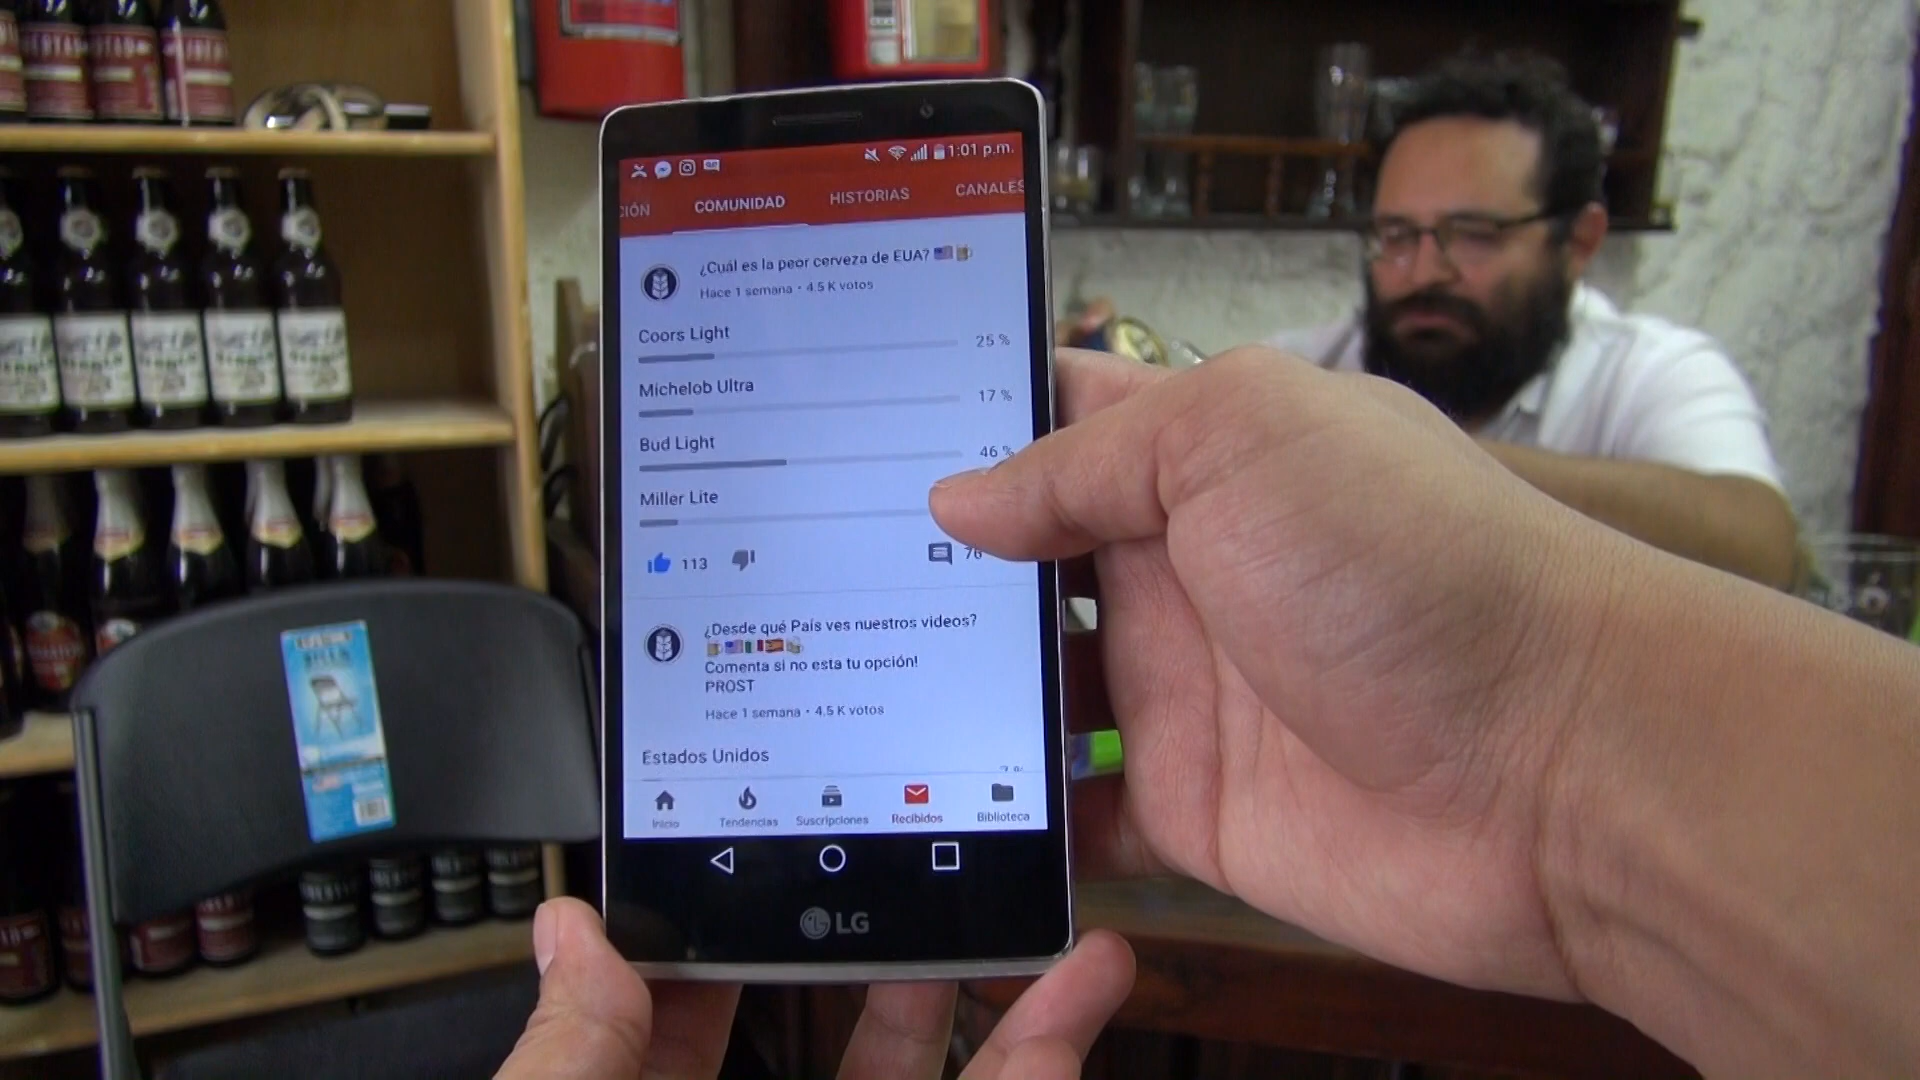 1:01 p.m.
CIÓN COMUNIDAD HISTORIAS CANALES
¿Cuál es la peor cerveza de EUA?
Hace 1 semana • 4.5 K votos
Coors Light
25 %
Michelob Ultra
17 %
Bud Light
46 %
Miller Lite
113
76
¿Desde qué País ves nuestros videos?
Comenta si no esta tu opción!
PROST
Hace 1 semana • 4.5 K votos
Estados Unidos
Inicio Tendencias Suscripciones Recibidos Biblioteca
LG